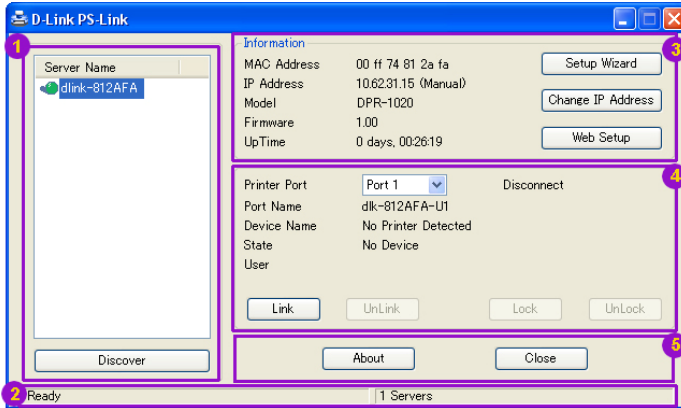 D-Link PS-Link
1
Server Name
dlink-812AFA
Discover
2
Ready
1 Servers
Information
3
MAC Address 00 ff 74 81 2a fa
IP Address 10.62.31.15 (Manual)
Model DPR-1020
Firmware 1.00
UpTime 0 days, 00:26:19
Setup Wizard
Change IP Address
Web Setup
4
Printer Port Port 1 Disconnect
Port Name dlk-812AFA-U1
Device Name No Printer Detected
State No Device
User
Link UnLink Lock UnLock
5
About Close